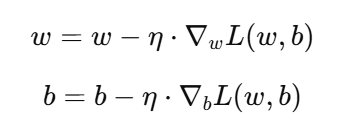 w = w − η · ∇_w L(w, b)
b = b − η · ∇_b L(w, b)